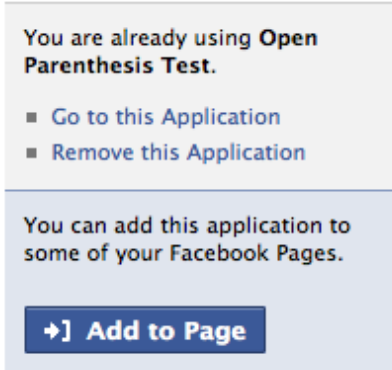 You are already using Open
Parenthesis Test.
Go to this Application
Remove this Application
You can add this application to
some of your Facebook Pages.
Add to Page